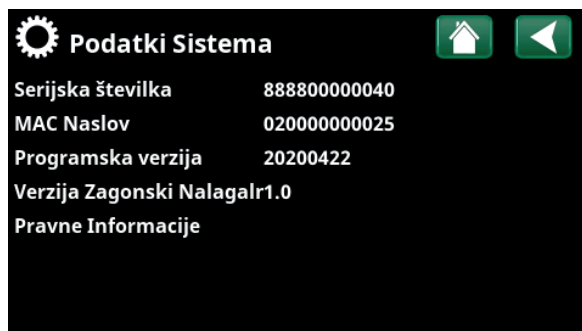 Podatki Sistema
Serijska številka 888800000040
MAC Naslov 020000000025
Programska verzija 20200422
Verzija Zagonski Nalagalr1.0
Pravne Informacije